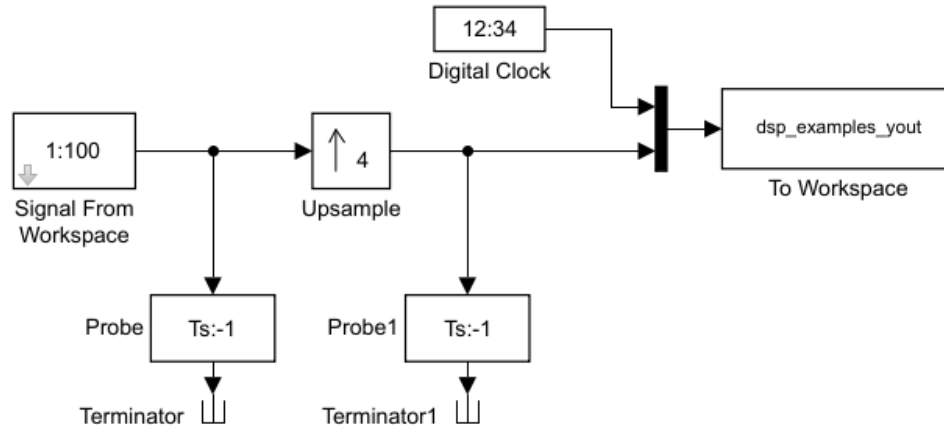 12:34
Digital Clock
1:100
Signal From
Workspace
4
Upsample
dsp_examples_yout
To Workspace
Probe
Ts:-1
Probe1
Ts:-1
Terminator
Terminator1